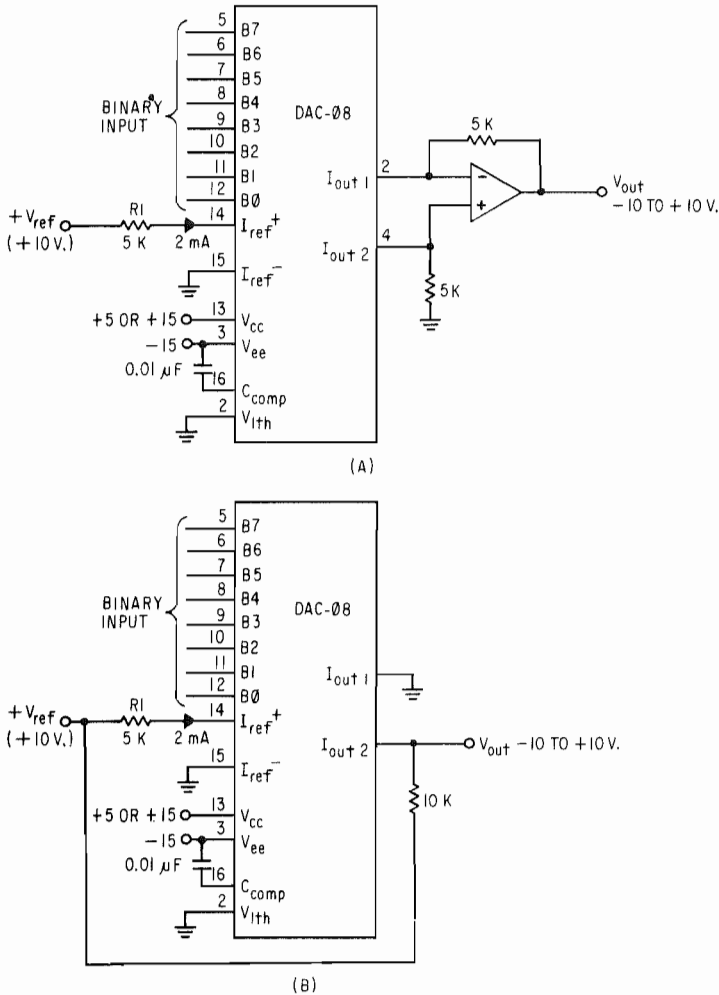 5 B7
6 B6
7 B5
8 B4
BINARY
INPUT
DAC-Ø8
9 B3
10 B2
11 B1
12 BØ
14 Iref+
+Vref
(+10V.)
R1
5 K
2 mA
15 Iref-
+5 OR +15
13 Vcc
-15
3 Vee
0.01 µF
16 Ccomp
2 Vlth
Iout 1 2
5 K
-
+
Vout
-10 TO +10 V.
Iout 2 4
5K
(A)
5 B7
6 B6
7 B5
8 B4
BINARY
INPUT
DAC-Ø8
9 B3
10 B2
11 B1
12 BØ
Iout 1
+Vref
(+10V.)
R1
5 K
2 mA
14 Iref+
Iout 2
Vout -10 TO +10V.
15 Iref-
10 K
+5 OR +15
13 Vcc
-15
3 Vee
0.01 µF
16 Ccomp
2 Vlth
(B)